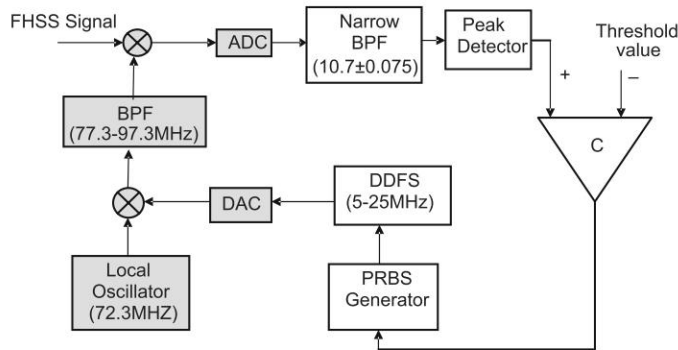 FHSS Signal
ADC
Narrow
BPF
(10.7±0.075)
Peak
Detector
Threshold
value
+
–
C
BPF
(77.3-97.3MHz)
DAC
DDFS
(5-25MHz)
Local
Oscillator
(72.3MHZ)
PRBS
Generator